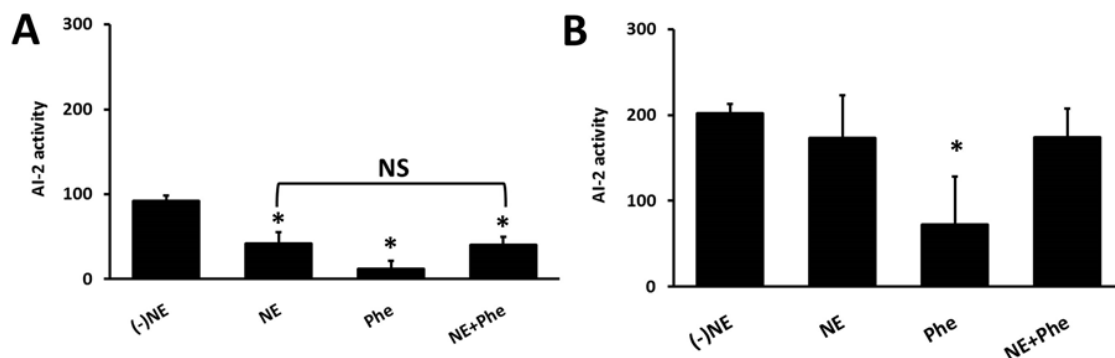 A
AI-2 activity
300
200
100
0
NS
*
*
*
(-)NE
NE
Phe
NE+Phe
B
AI-2 activity
300
200
100
0
*
(-)NE
NE
Phe
NE+Phe